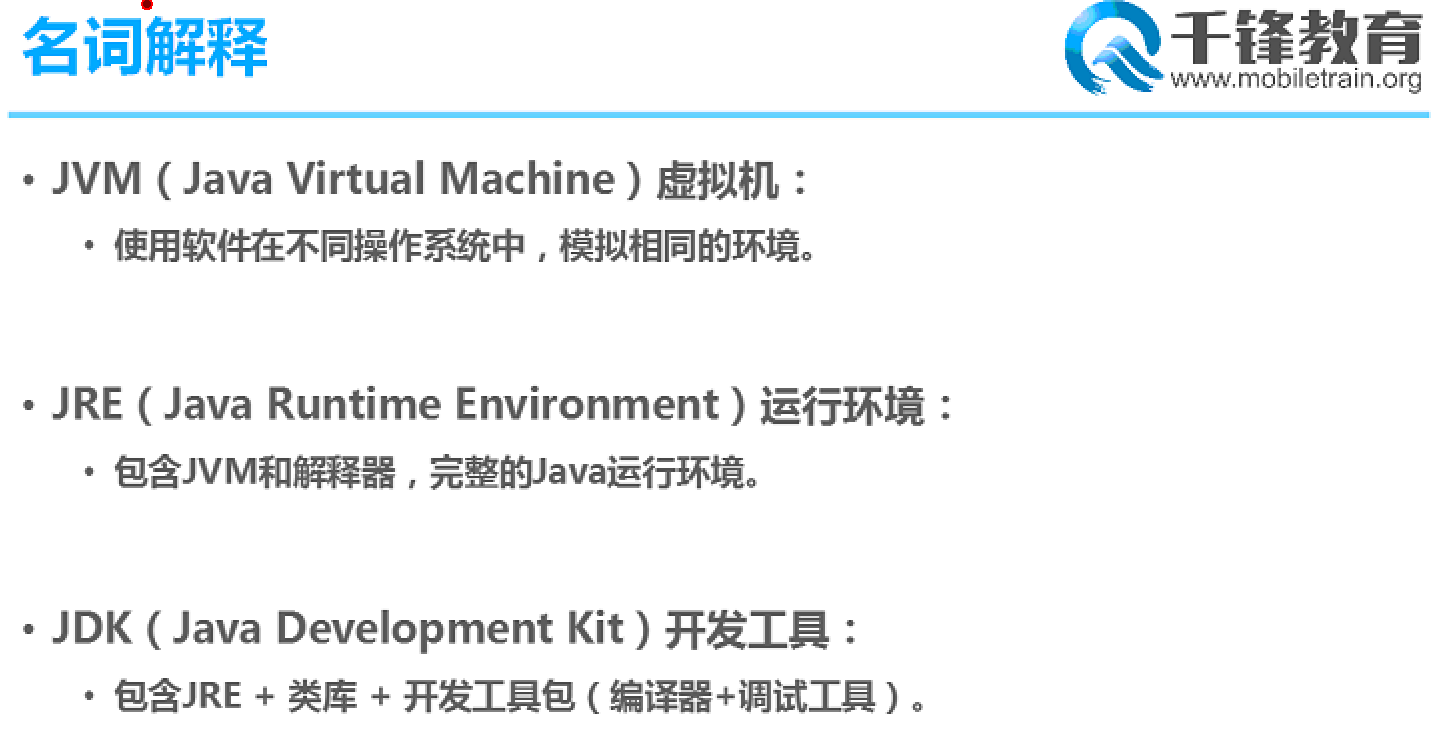 名词解释
千锋教育
www.mobiletrain.org
• JVM（Java Virtual Machine）虚拟机：
• 使用软件在不同操作系统中，模拟相同的环境。
• JRE（Java Runtime Environment）运行环境：
• 包含JVM和解释器，完整的Java运行环境。
• JDK（Java Development Kit）开发工具：
• 包含JRE + 类库 + 开发工具包（编译器+调试工具）。